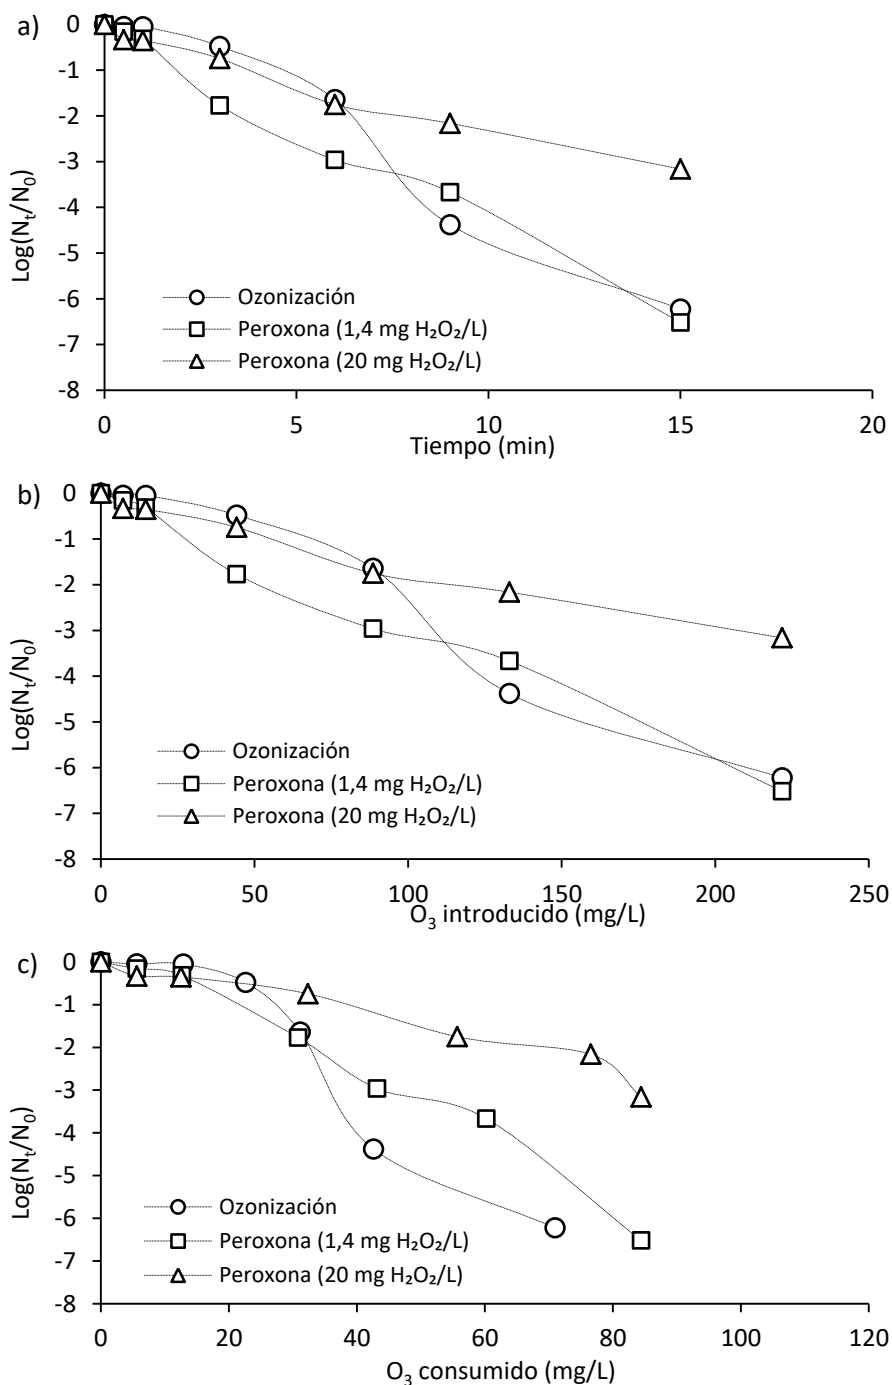 a)
0
-1
-2
-3
-4
-5
-6
-7
-8
Log(Nₜ/N₀)
Ozonización
Peroxona (1,4 mg H₂O₂/L)
Peroxona (20 mg H₂O₂/L)
0 5 10 15 20
Tiempo (min)
b)
0
-1
-2
-3
-4
-5
-6
-7
-8
Log(Nₜ/N₀)
Ozonización
Peroxona (1,4 mg H₂O₂/L)
Peroxona (20 mg H₂O₂/L)
0 50 100 150 200 250
O₃ introducido (mg/L)
c)
0
-1
-2
-3
-4
-5
-6
-7
-8
Log(Nₜ/N₀)
Ozonización
Peroxona (1,4 mg H₂O₂/L)
Peroxona (20 mg H₂O₂/L)
0 20 40 60 80 100 120
O₃ consumido (mg/L)